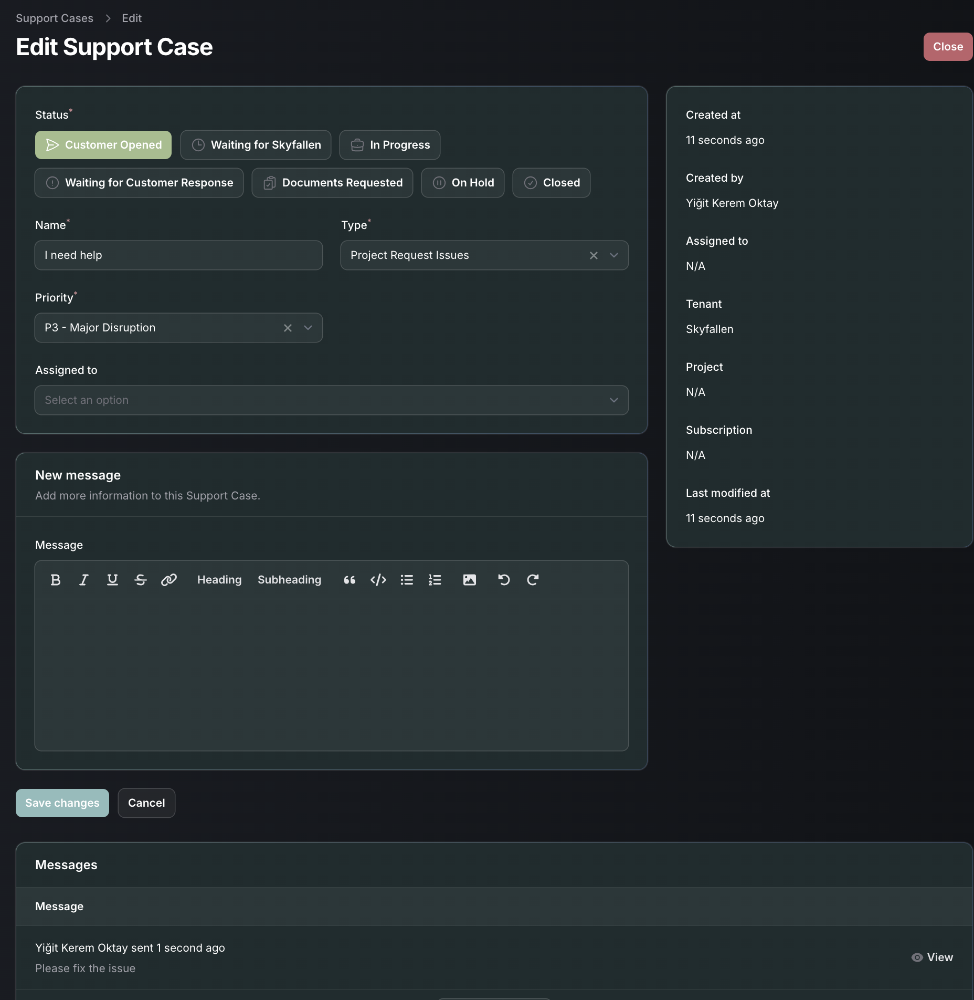 Support Cases > Edit
Edit Support Case
Close
Status*
Customer Opened
Waiting for Skyfallen
In Progress
Waiting for Customer Response
Documents Requested
On Hold
Closed
Name*
Type*
I need help
Project Request Issues
Priority*
P3 - Major Disruption
Assigned to
Select an option
Created at
11 seconds ago
Created by
Yiğit Kerem Oktay
Assigned to
N/A
Tenant
Skyfallen
Project
N/A
Subscription
N/A
Last modified at
11 seconds ago
New message
Add more information to this Support Case.
Message
Heading Subheading
Save changes
Cancel
Messages
Message
Yiğit Kerem Oktay sent 1 second ago
Please fix the issue
View